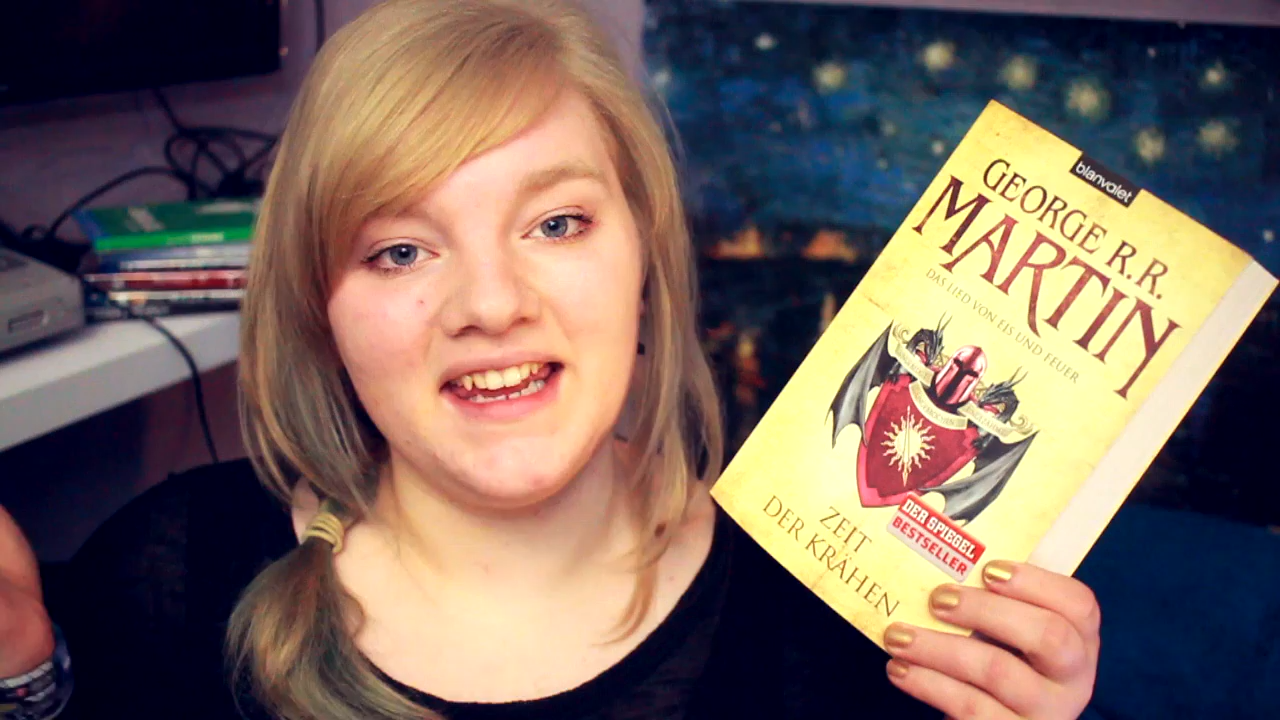 blanvalet
GEORGE R.R.
MARTIN
DAS LIED VON EIS UND FEUER
ZEIT
DER KRÄHEN
DER SPIEGEL
BESTSELLER